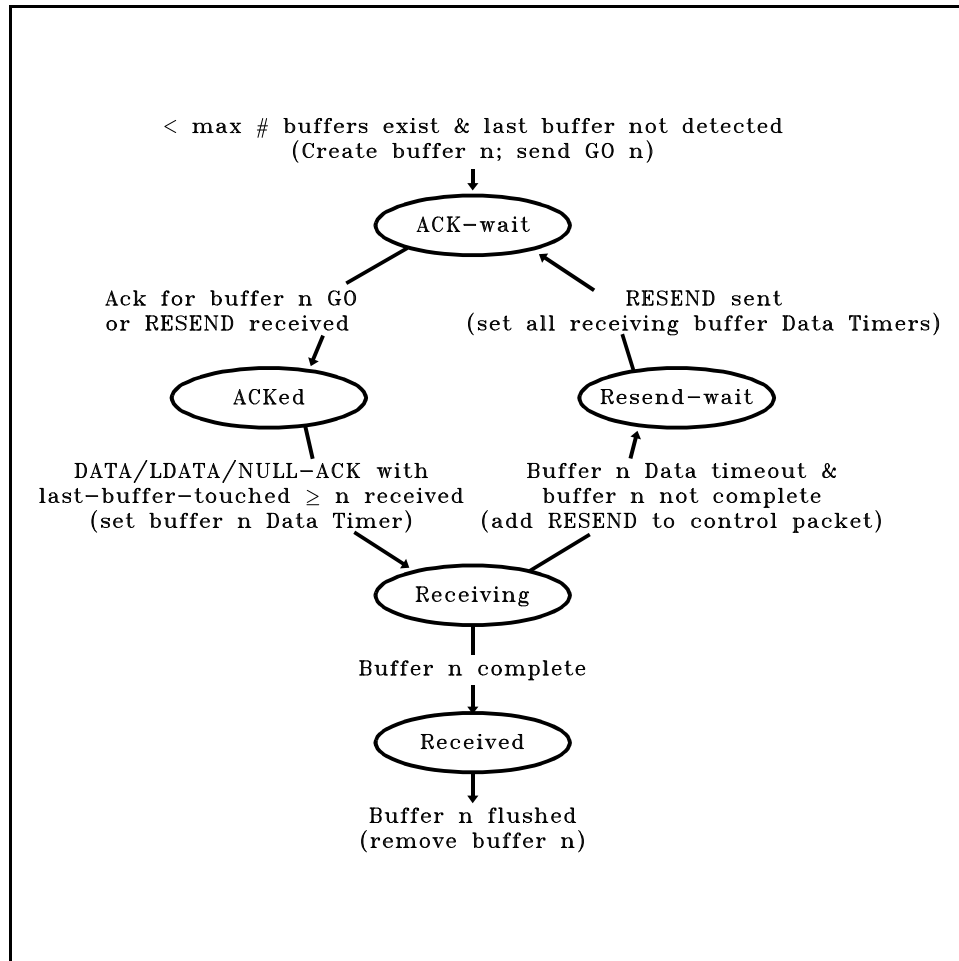 < max # buffers exist & last buffer not detected
(Create buffer n; send GO n)
ACK-wait
Ack for buffer n GO
or RESEND received
RESEND sent
(set all receiving buffer Data Timers)
ACKed
Resend-wait
DATA/LDATA/NULL-ACK with
last-buffer-touched ≥ n received
(set buffer n Data Timer)
Buffer n Data timeout &
buffer n not complete
(add RESEND to control packet)
Receiving
Buffer n complete
Received
Buffer n flushed
(remove buffer n)